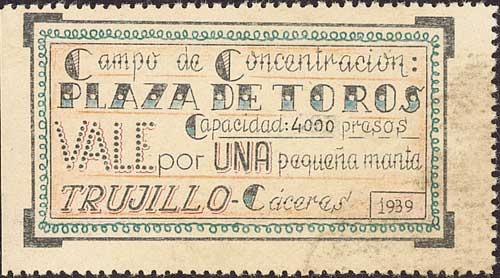 Campo de Concentración:
PLAZA DE TOROS
Capacidad: 4000 presos
VALE por UNA pequeña manta
TRUJILLO - Cáceres
1939